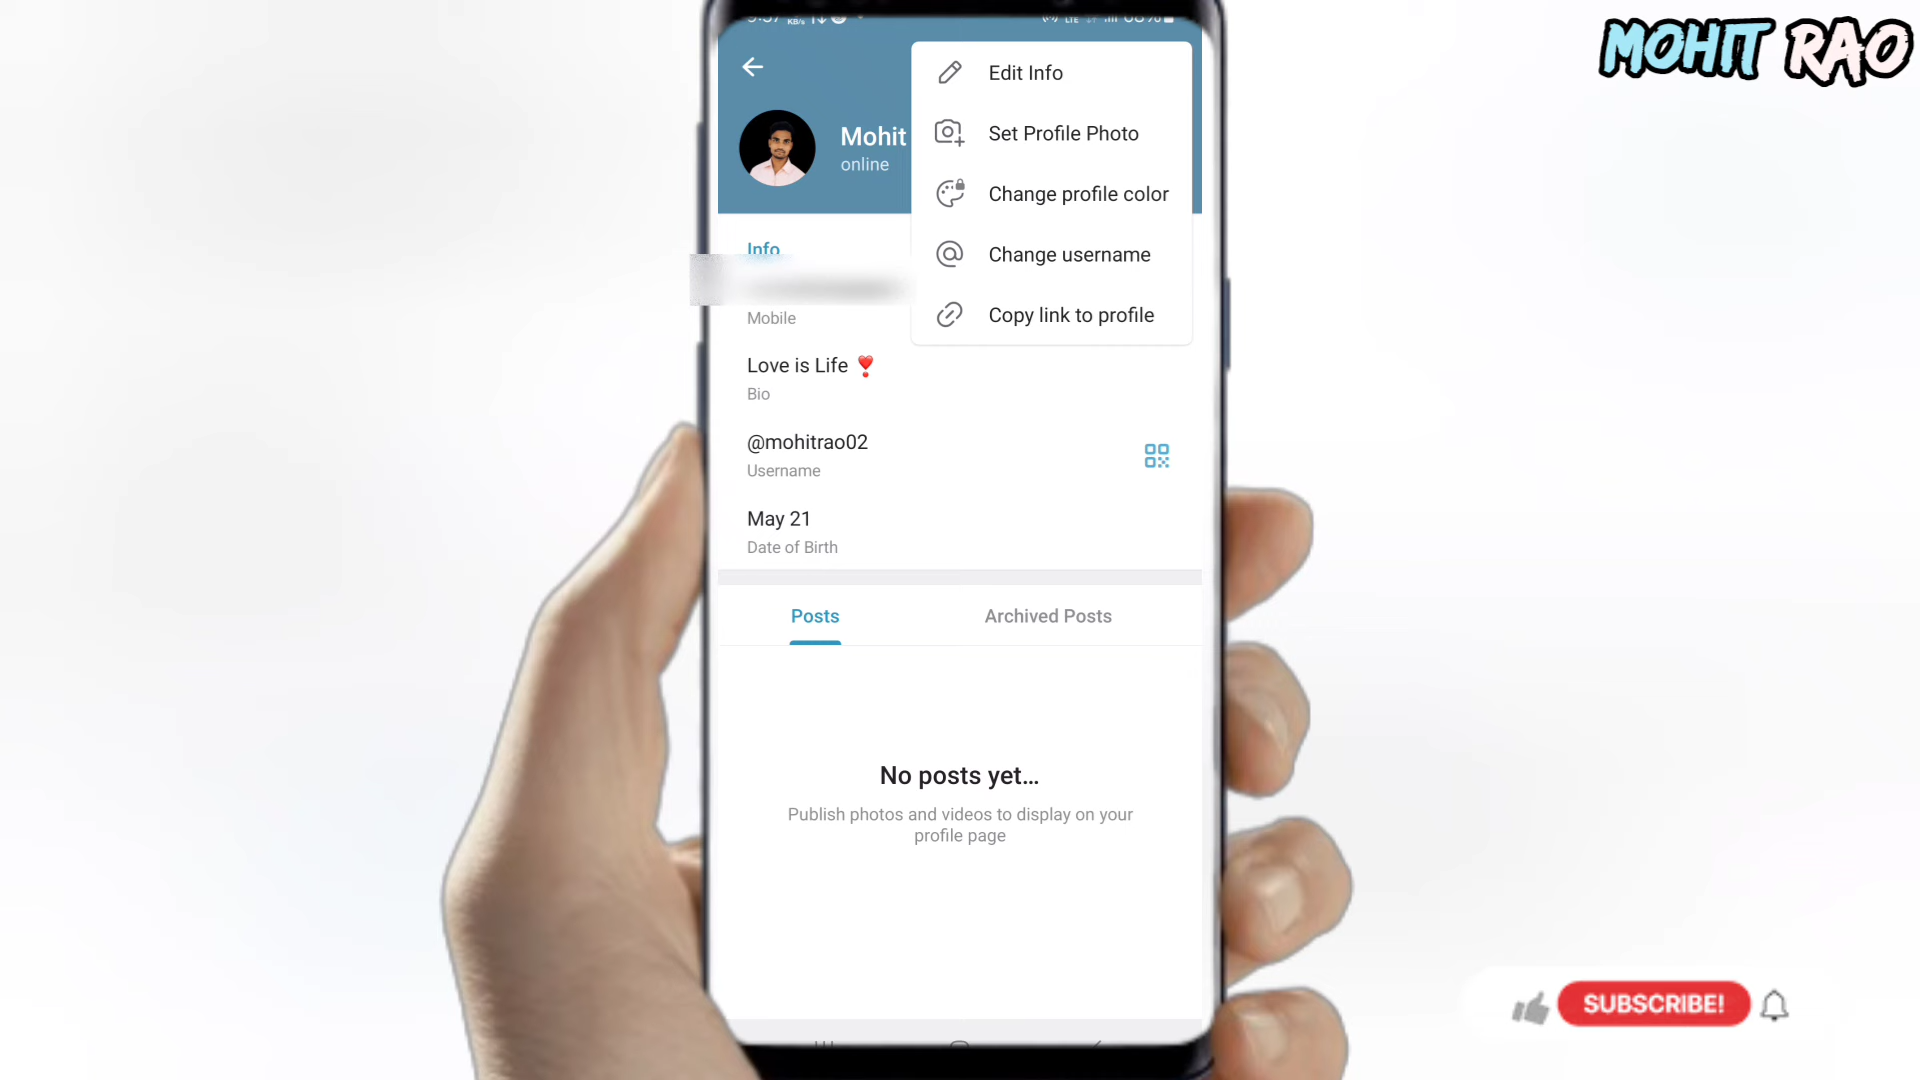 MOHIT RAO
Edit Info
Set Profile Photo
Change profile color
Change username
Copy link to profile
Mohit
online
Info
Mobile
Love is Life
Bio
@mohitrao02
Username
May 21
Date of Birth
Posts
Archived Posts
No posts yet...
Publish photos and videos to display on your
profile page
SUBSCRIBE!